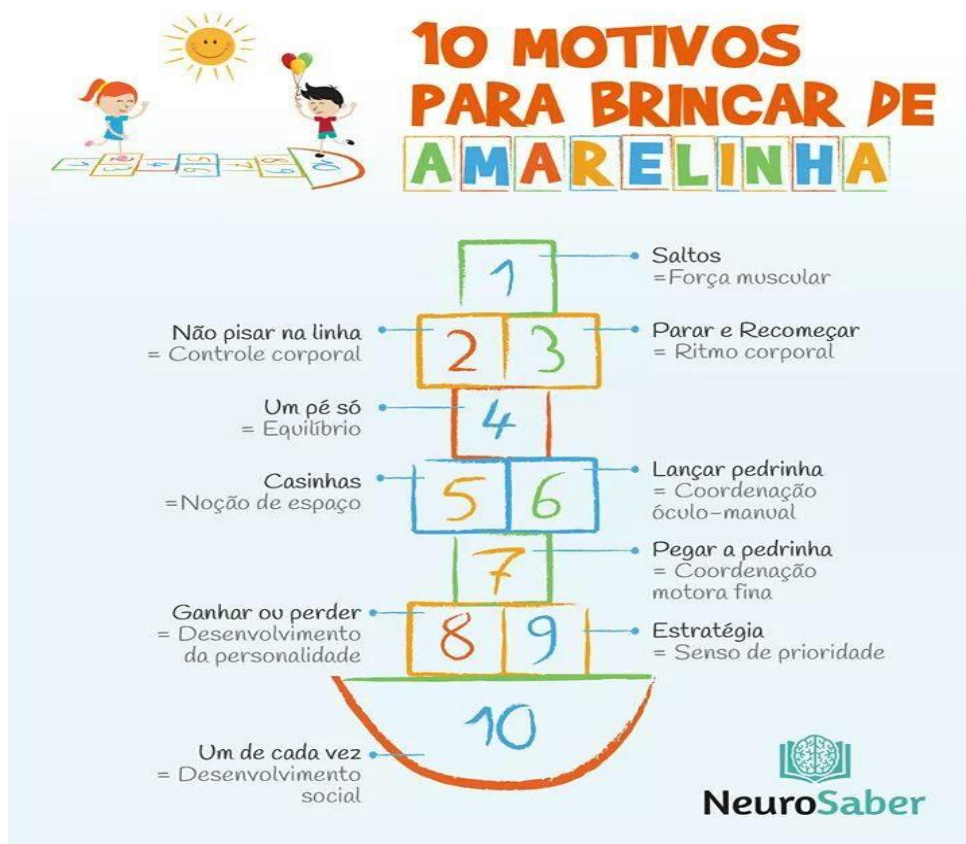 10 MOTIVOS
PARA BRINCAR DE
AMARELINHA
1
Saltos
=Força muscular
Não pisar na linha
= Controle corporal
2
3
Parar e Recomeçar
= Ritmo corporal
Um pé só
= Equilíbrio
4
Casinhas
=Noção de espaço
5
6
Lançar pedrinha
= Coordenação
óculo-manual
7
Pegar a pedrinha
= Coordenação
motora fina
Ganhar ou perder
= Desenvolvimento
da personalidade
8
9
Estratégia
= Senso de prioridade
10
Um de cada vez
= Desenvolvimento
social
NeuroSaber